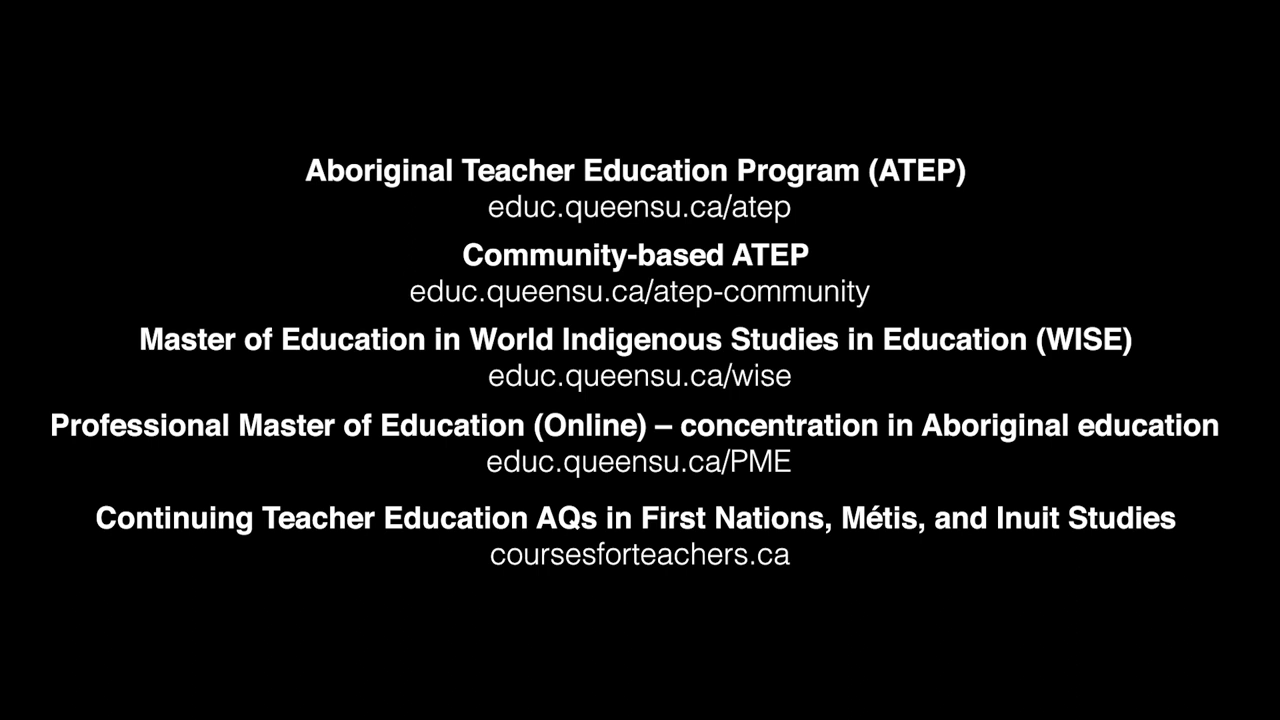 Aboriginal Teacher Education Program (ATEP)
educ.queensu.ca/atep
Community-based ATEP
educ.queensu.ca/atep-community
Master of Education in World Indigenous Studies in Education (WISE)
educ.queensu.ca/wise
Professional Master of Education (Online) – concentration in Aboriginal education
educ.queensu.ca/PME
Continuing Teacher Education AQs in First Nations, Métis, and Inuit Studies
coursesforteachers.ca